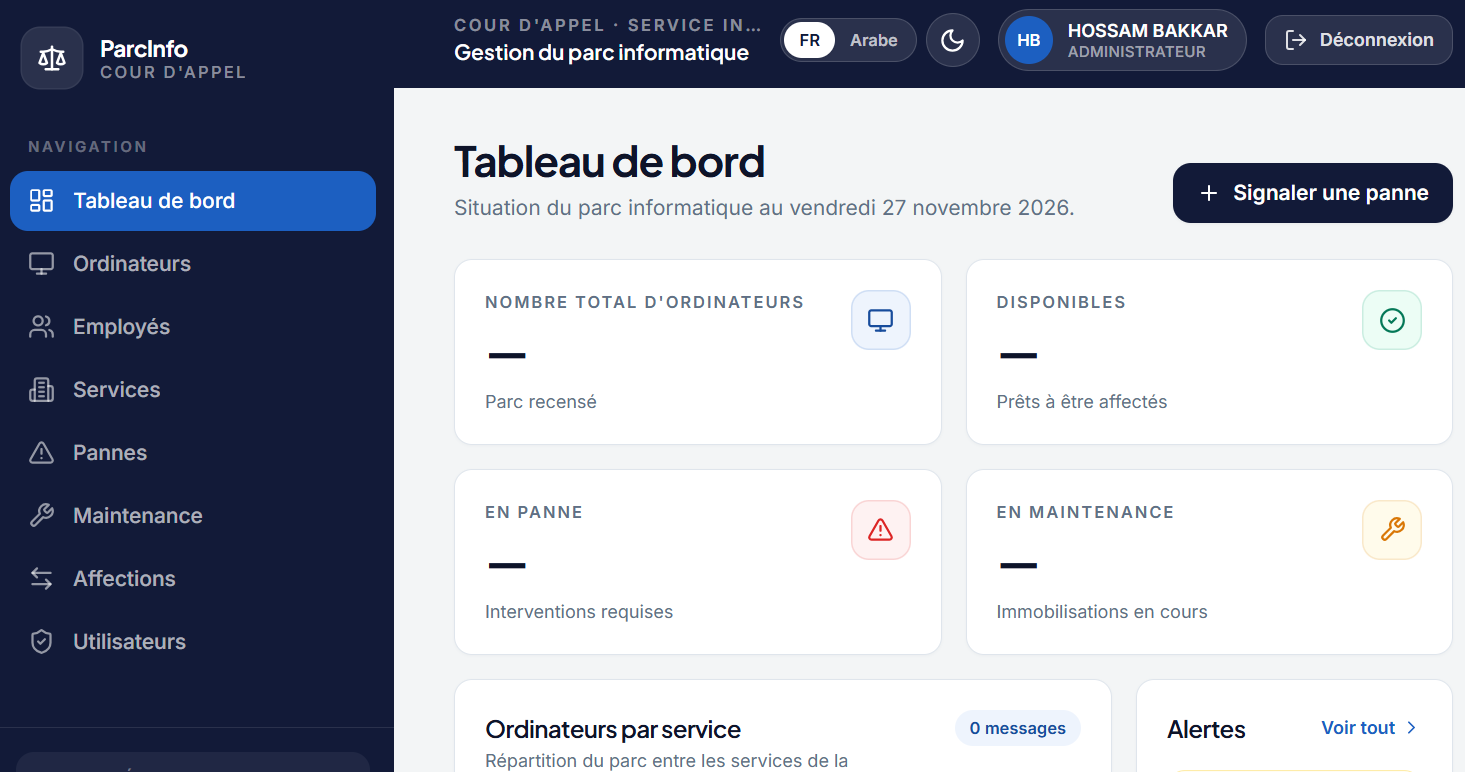 ParcInfo
COUR D'APPEL
NAVIGATION
Tableau de bord
Ordinateurs
Employés
Services
Pannes
Maintenance
Affections
Utilisateurs
COUR D'APPEL · SERVICE IN…
Gestion du parc informatique
FR
Arabe
HB
HOSSAM BAKKAR
ADMINISTRATEUR
Déconnexion
Tableau de bord
Situation du parc informatique au vendredi 27 novembre 2026.
Signaler une panne
NOMBRE TOTAL D'ORDINATEURS
—
Parc recensé
DISPONIBLES
—
Prêts à être affectés
EN PANNE
—
Interventions requises
EN MAINTENANCE
—
Immobilisations en cours
Ordinateurs par service
0 messages
Répartition du parc entre les services de la
Alertes
Voir tout